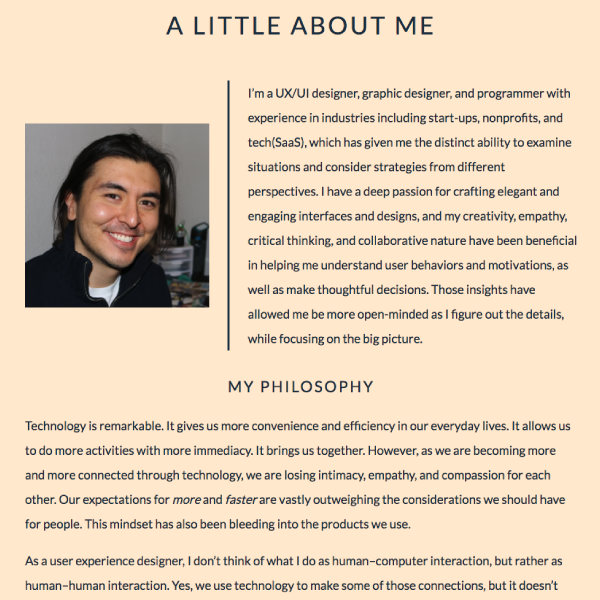 A LITTLE ABOUT ME
I'm a UX/UI designer, graphic designer, and programmer with
experience in industries including start-ups, nonprofits, and
tech(SaaS), which has given me the distinct ability to examine
situations and consider strategies from different
perspectives. I have a deep passion for crafting elegant and
engaging interfaces and designs, and my creativity, empathy,
critical thinking, and collaborative nature have been beneficial
in helping me understand user behaviors and motivations, as
well as make thoughtful decisions. Those insights have
allowed me be more open-minded as I figure out the details,
while focusing on the big picture.
MY PHILOSOPHY
Technology is remarkable. It gives us more convenience and efficiency in our everyday lives. It allows us
to do more activities with more immediacy. It brings us together. However, as we are becoming more
and more connected through technology, we are losing intimacy, empathy, and compassion for each
other. Our expectations for more and faster are vastly outweighing the considerations we should have
for people. This mindset has also been bleeding into the products we use.
As a user experience designer, I don't think of what I do as human–computer interaction, but rather as
human–human interaction. Yes, we use technology to make some of those connections, but it doesn't